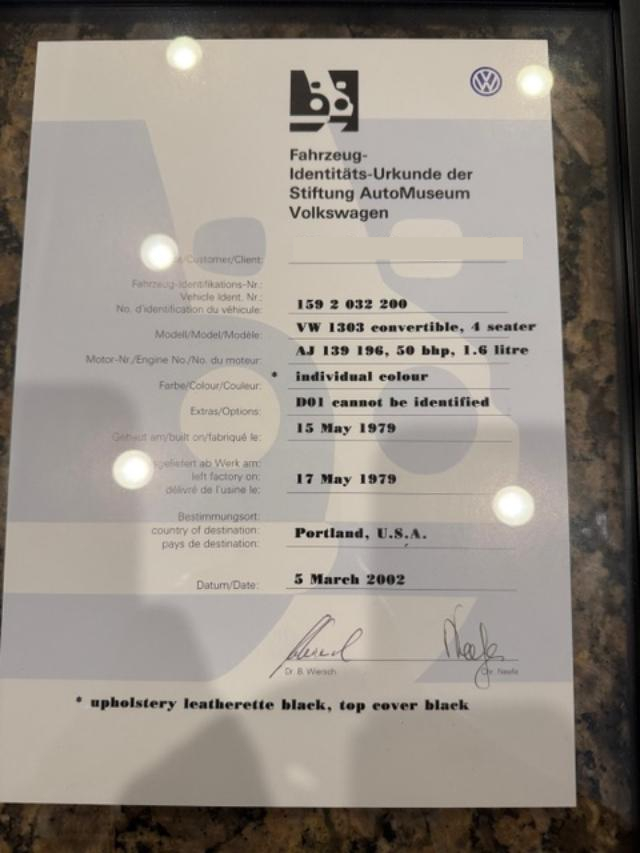 Fahrzeug-
Identitäts-Urkunde der
Stiftung AutoMuseum
Volkswagen
/Customer/Client:
Fahrzeug-Identifikations-Nr.:
Vehicle Ident. Nr.:
No. d'identification du véhicule: 159 2 032 200
Modell/Model/Modèle: VW 1303 convertible, 4 seater
Motor-Nr./Engine No./No. du moteur: AJ 139 196, 50 bhp, 1.6 litre
Farbe/Colour/Couleur: * individual colour
Extras/Options: D01 cannot be identified
Gebaut am/built on/fabriqué le: 15 May 1979
ab Werk am:
left factory on: 17 May 1979
délivré de l'usine le:
Bestimmungsort:
country of destination: Portland, U.S.A.
pays de destination:
Datum/Date: 5 March 2002
Dr. B. Wiersch Chr. Neefe
* upholstery leatherette black, top cover black